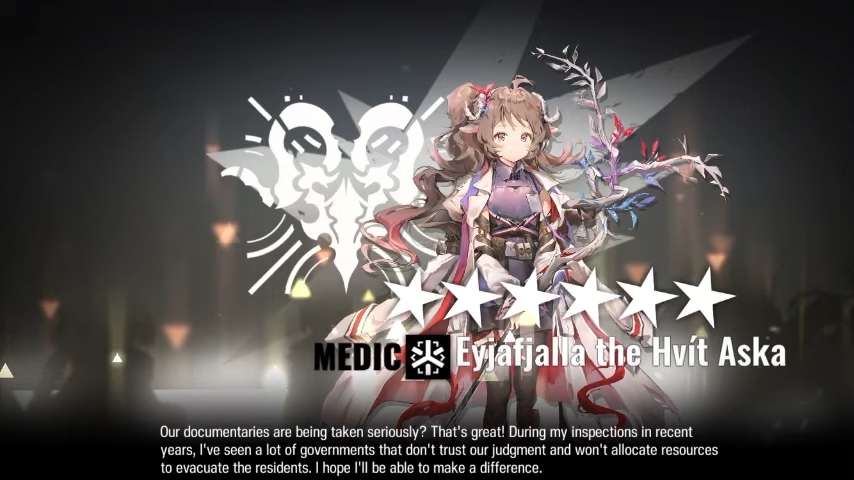 MEDIC Eyjafjalla the Hvít Aska
Our documentaries are being taken seriously? That's great! During my inspections in recent
years, I've seen a lot of governments that don't trust our judgment and won't allocate resources
to evacuate the residents. I hope I'll be able to make a difference.